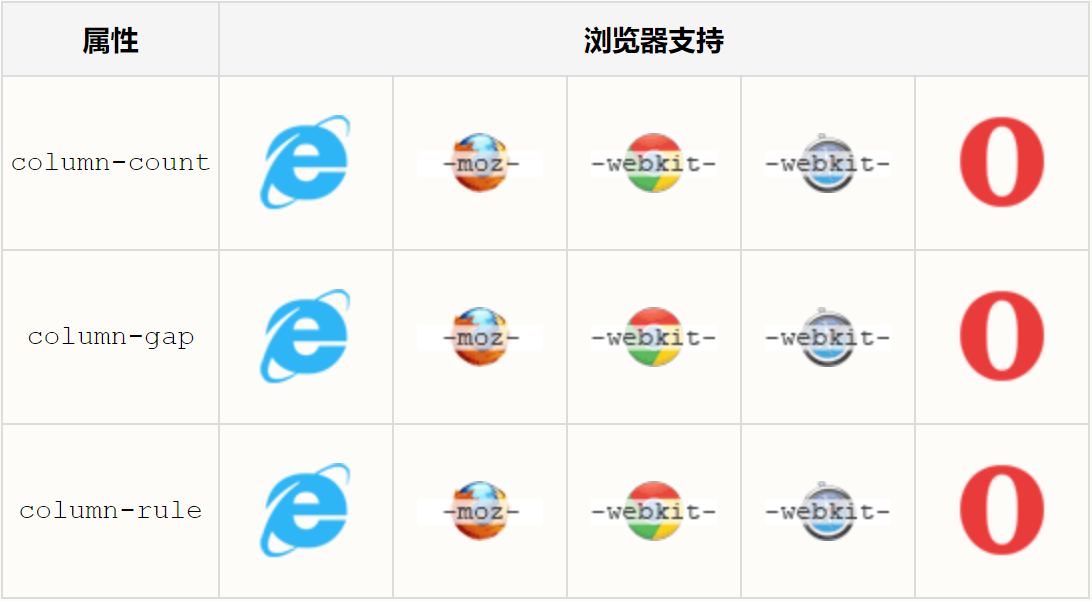 属性 浏览器支持
column-count -moz- -webkit- -webkit-
column-gap -moz- -webkit- -webkit-
column-rule -moz- -webkit- -webkit-